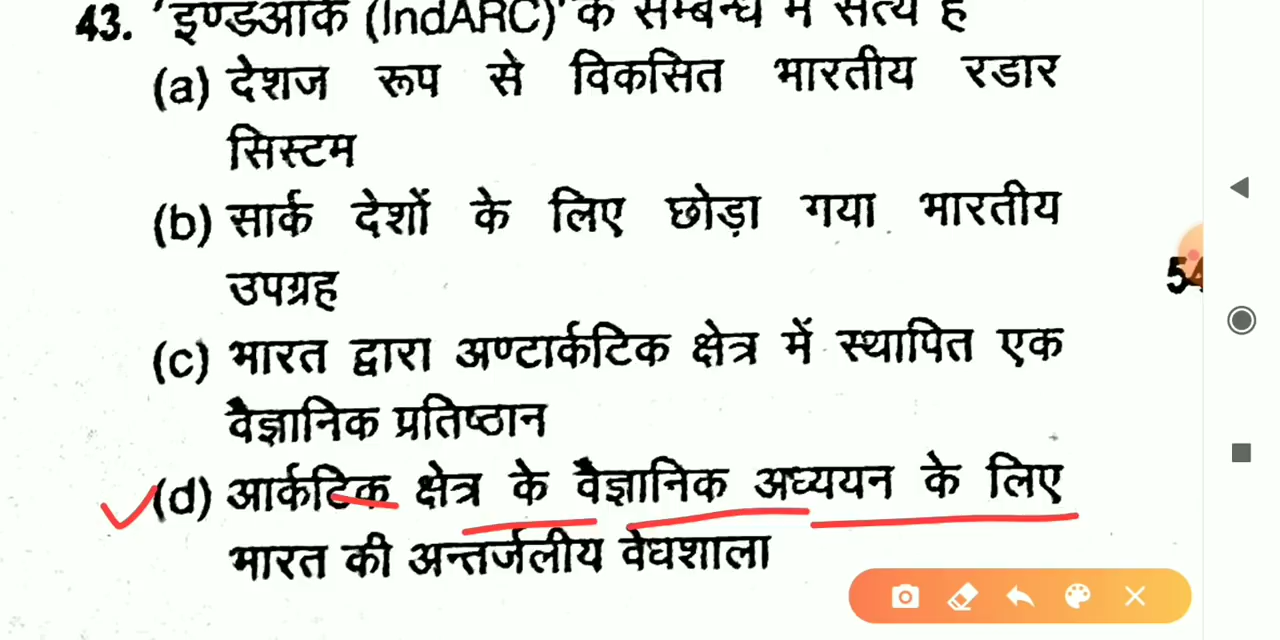 43. 'इण्डआर्क (IndARC)' के सम्बन्ध में सत्य है
(a) देशज रूप से विकसित भारतीय रडार
सिस्टम
(b) सार्क देशों के लिए छोड़ा गया भारतीय
उपग्रह
(c) भारत द्वारा अण्टार्कटिक क्षेत्र में स्थापित एक
वैज्ञानिक प्रतिष्ठान
(d) आर्कटिक क्षेत्र के वैज्ञानिक अध्ययन के लिए
भारत की अन्तर्जलीय वेधशाला